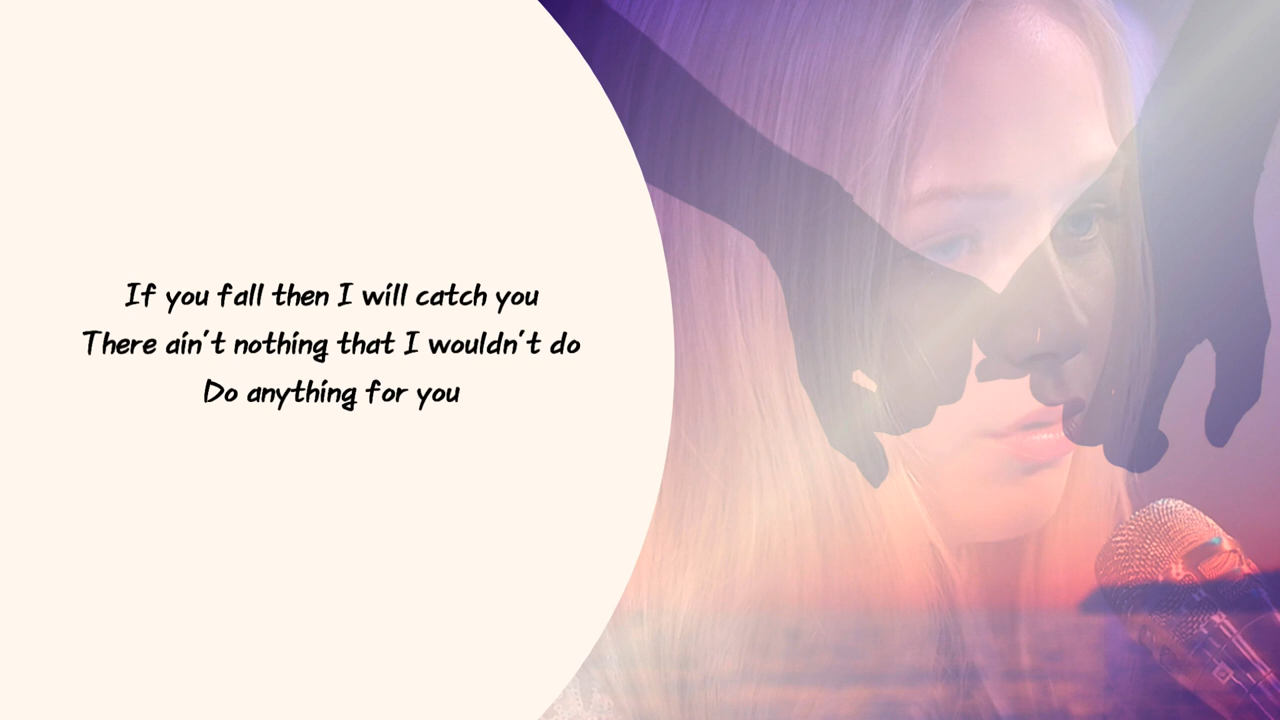 If you fall then I will catch you
There ain't nothing that I wouldn't do
Do anything for you